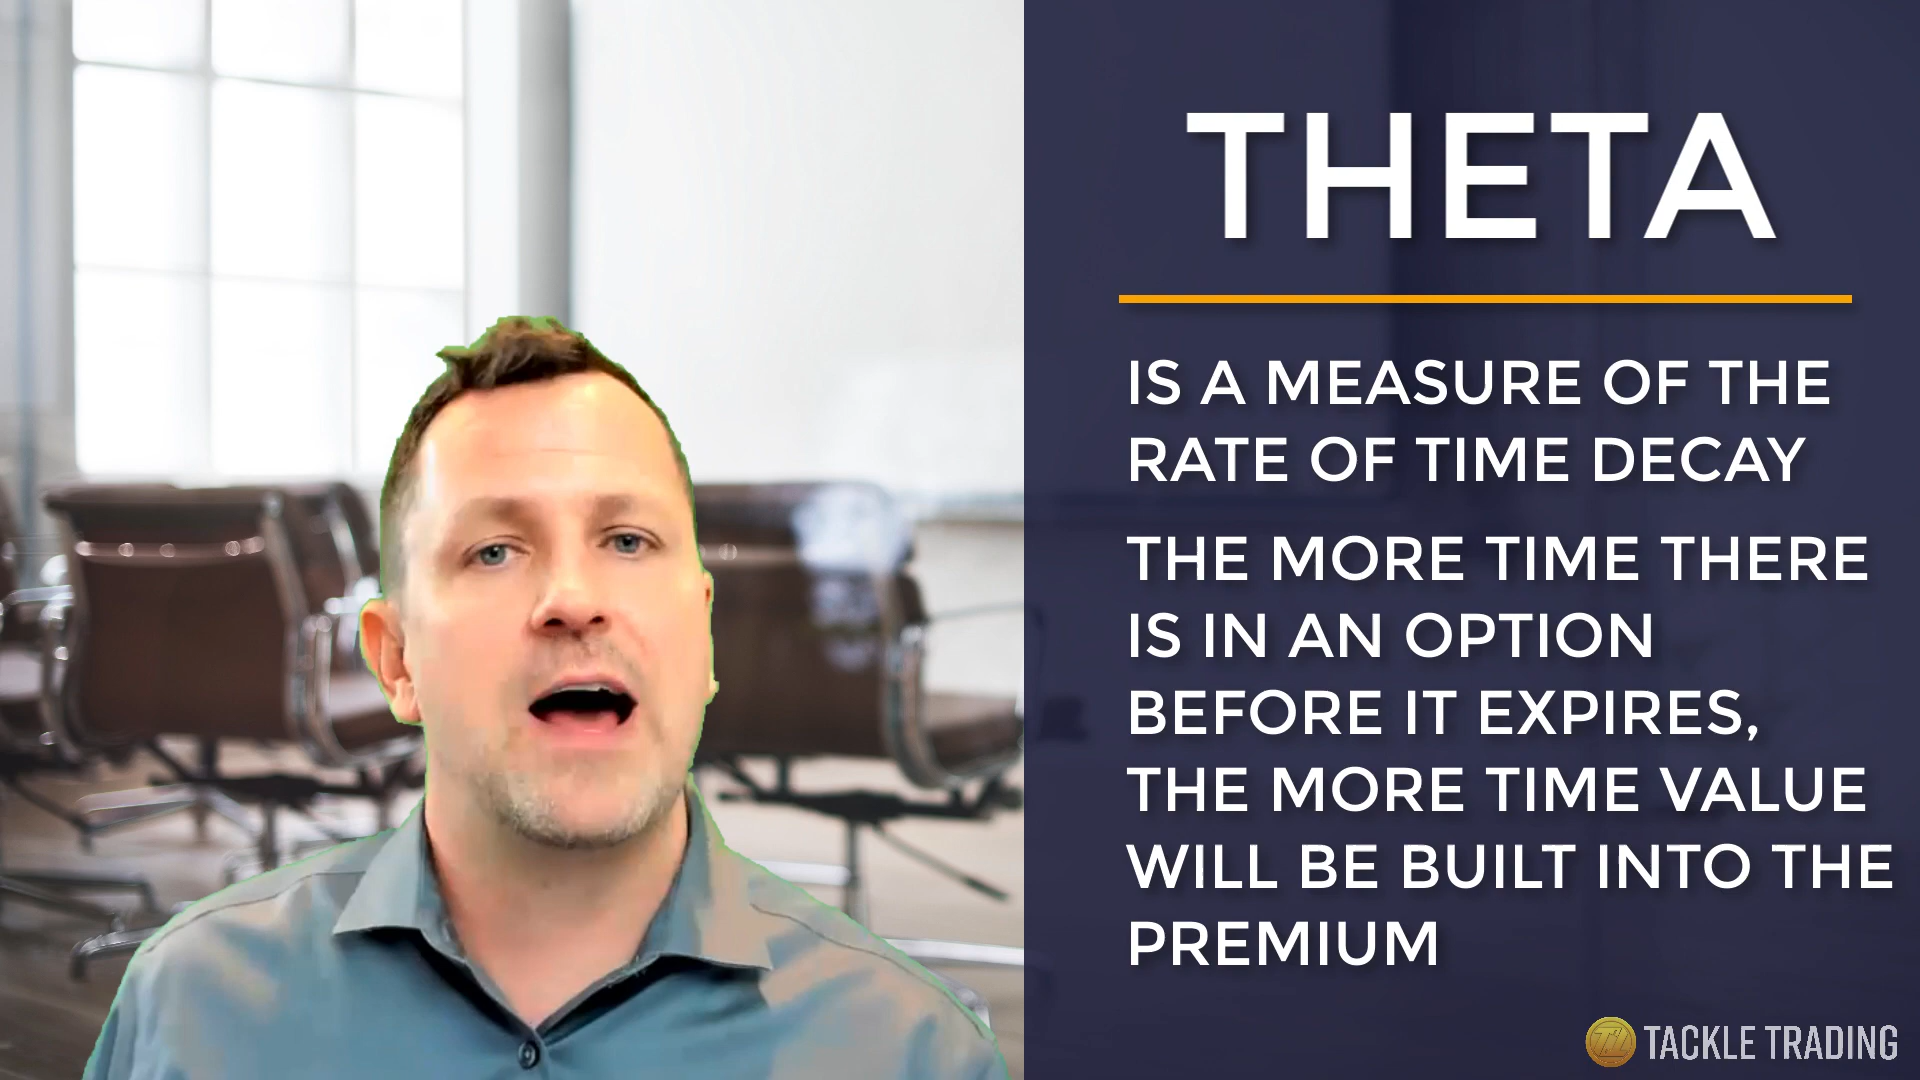 THETA
IS A MEASURE OF THE
RATE OF TIME DECAY
THE MORE TIME THERE
IS IN AN OPTION
BEFORE IT EXPIRES,
THE MORE TIME VALUE
WILL BE BUILT INTO THE
PREMIUM
TACKLE TRADING